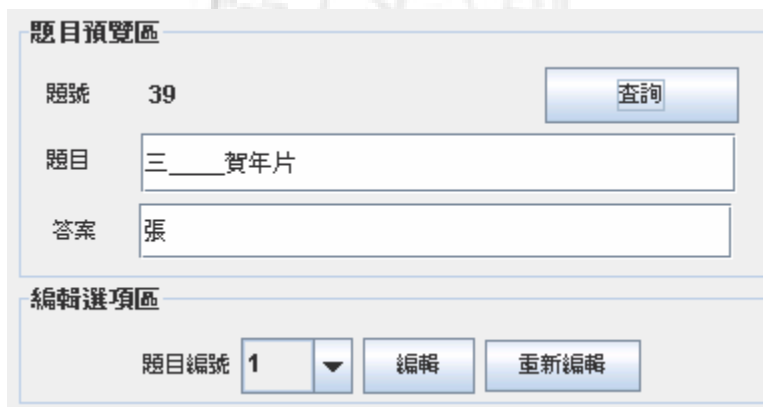 題目預覽區
題號 39 查詢
題目 三____賀年片
答案 張
編輯選項區
題目編號 1 編輯 重新編輯